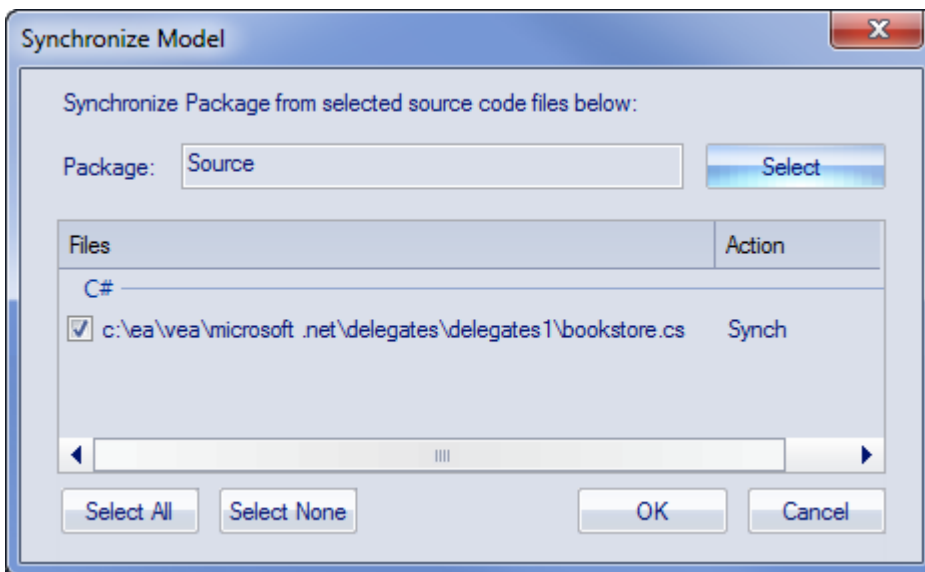 Synchronize Model
Synchronize Package from selected source code files below:
Package: Source Select
Files Action
C#
c:\ea\vea\microsoft .net\delegates\delegates1\bookstore.cs Synch
Select All Select None OK Cancel